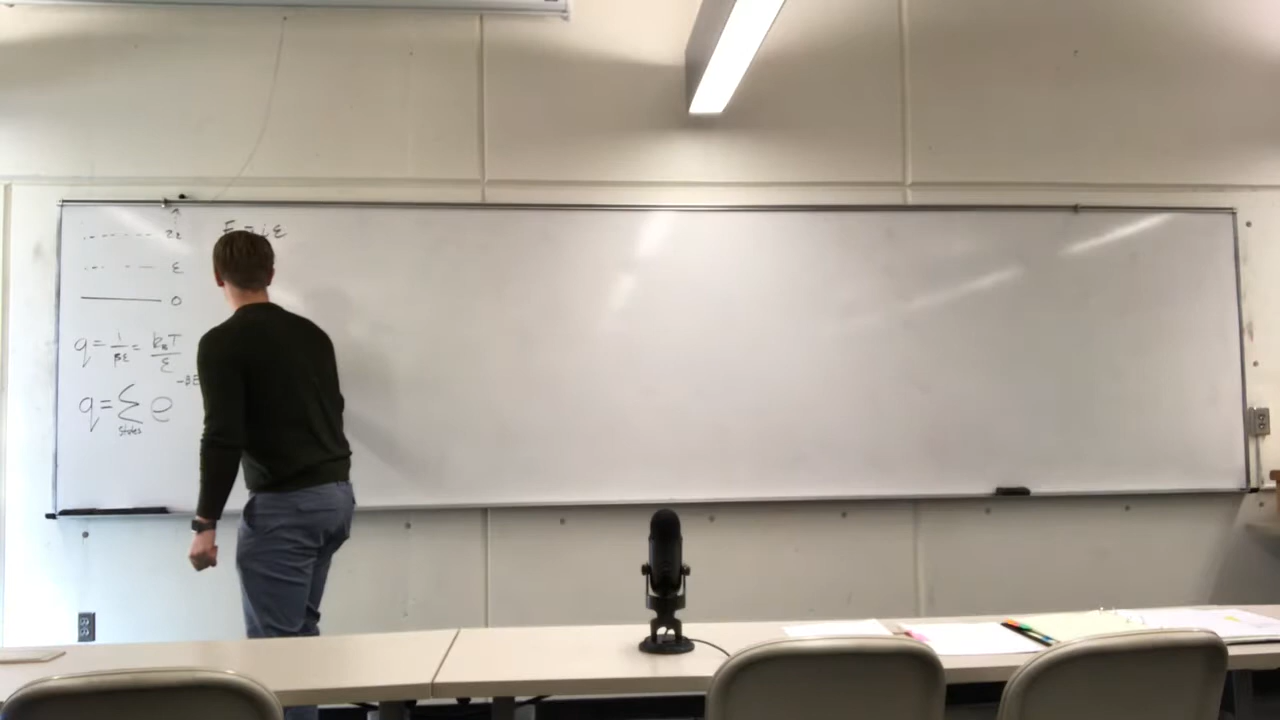 2ε
E = iε
ε
0
q = 1/βε = k_BT/ε
q = Σ e^-βE
states